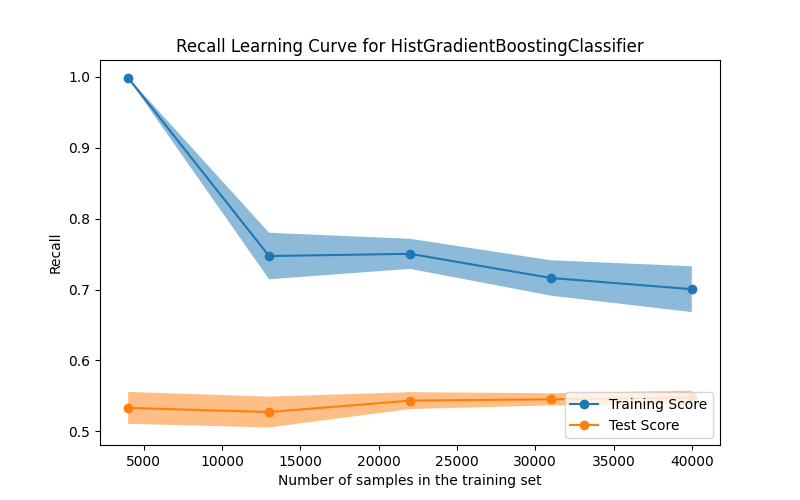 Recall Learning Curve for HistGradientBoostingClassifier
1.0
0.9
0.8
0.7
0.6
0.5
Recall
Training Score
Test Score
5000 10000 15000 20000 25000 30000 35000 40000
Number of samples in the training set